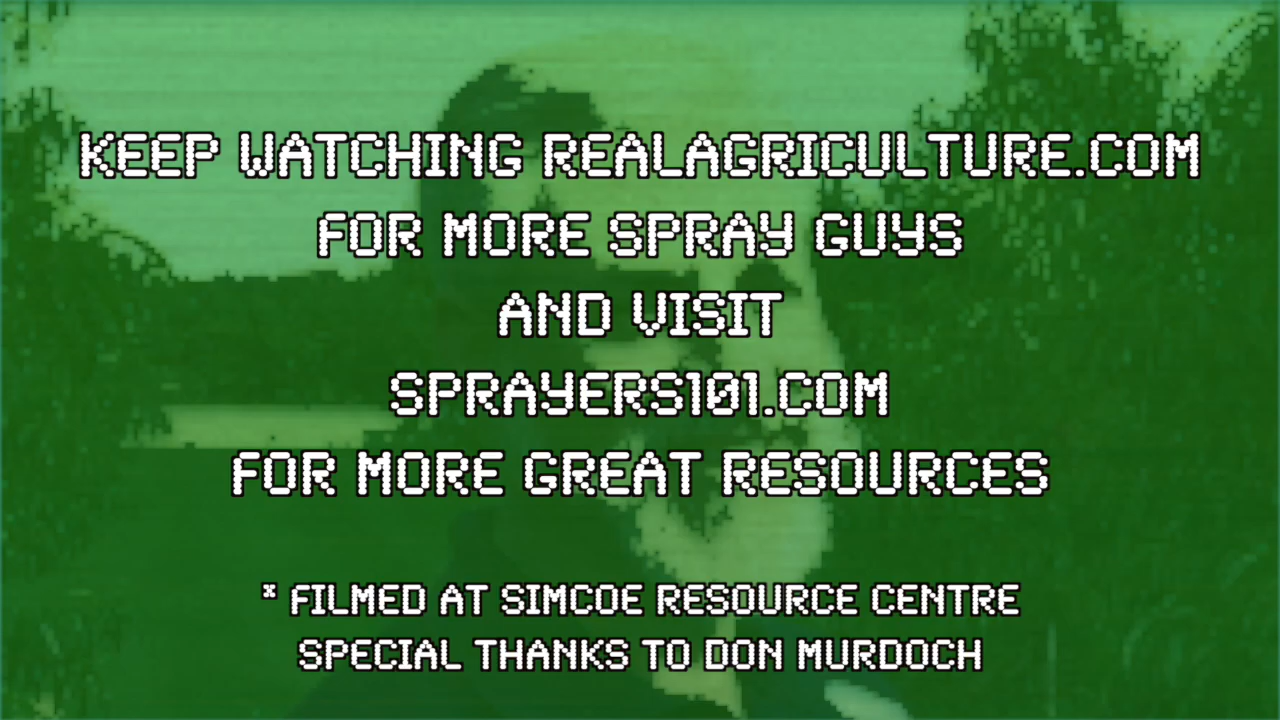 KEEP WATCHING REALAGRICULTURE.COM
FOR MORE SPRAY GUYS
AND VISIT
SPRAYERS101.COM
FOR MORE GREAT RESOURCES
* FILMED AT SIMCOE RESOURCE CENTRE
SPECIAL THANKS TO DON MURDOCH